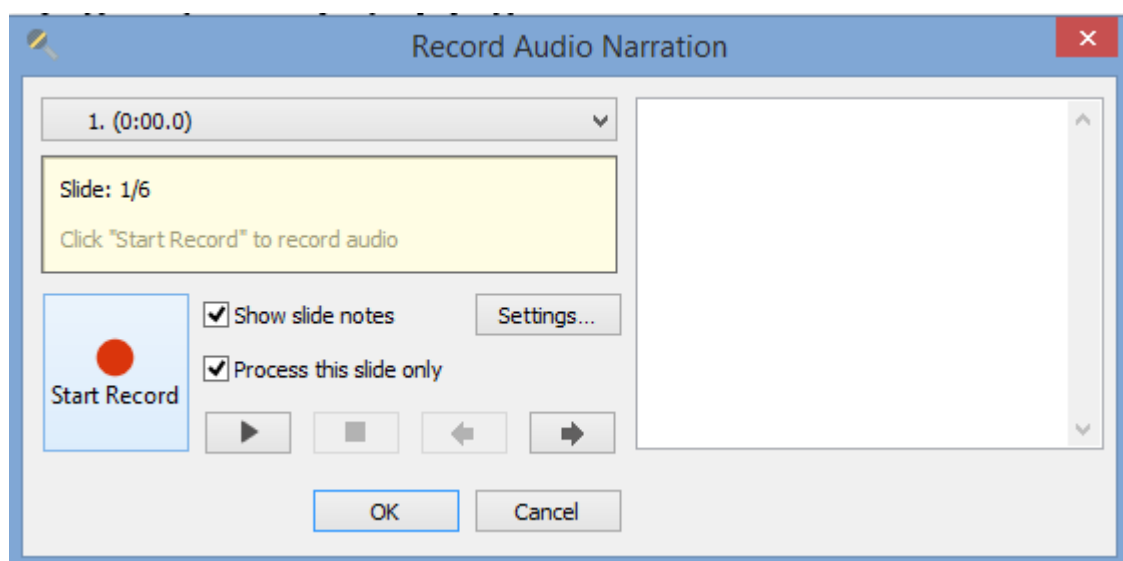 Record Audio Narration
1. (0:00.0)
Slide: 1/6
Click "Start Record" to record audio
Show slide notes
Settings...
Process this slide only
Start Record
OK
Cancel